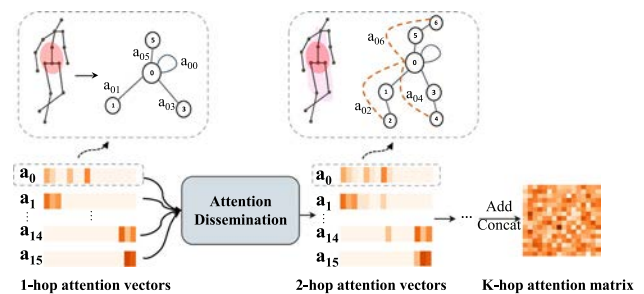 5
a05
0
a00
a01
a03
1
3
6
a06
5
0
1
3
a02
a04
2
4
a0
a1
a14
a15
Attention
Dissemination
a0
a1
a14
a15
...
Add
Concat
1-hop attention vectors
2-hop attention vectors
K-hop attention matrix